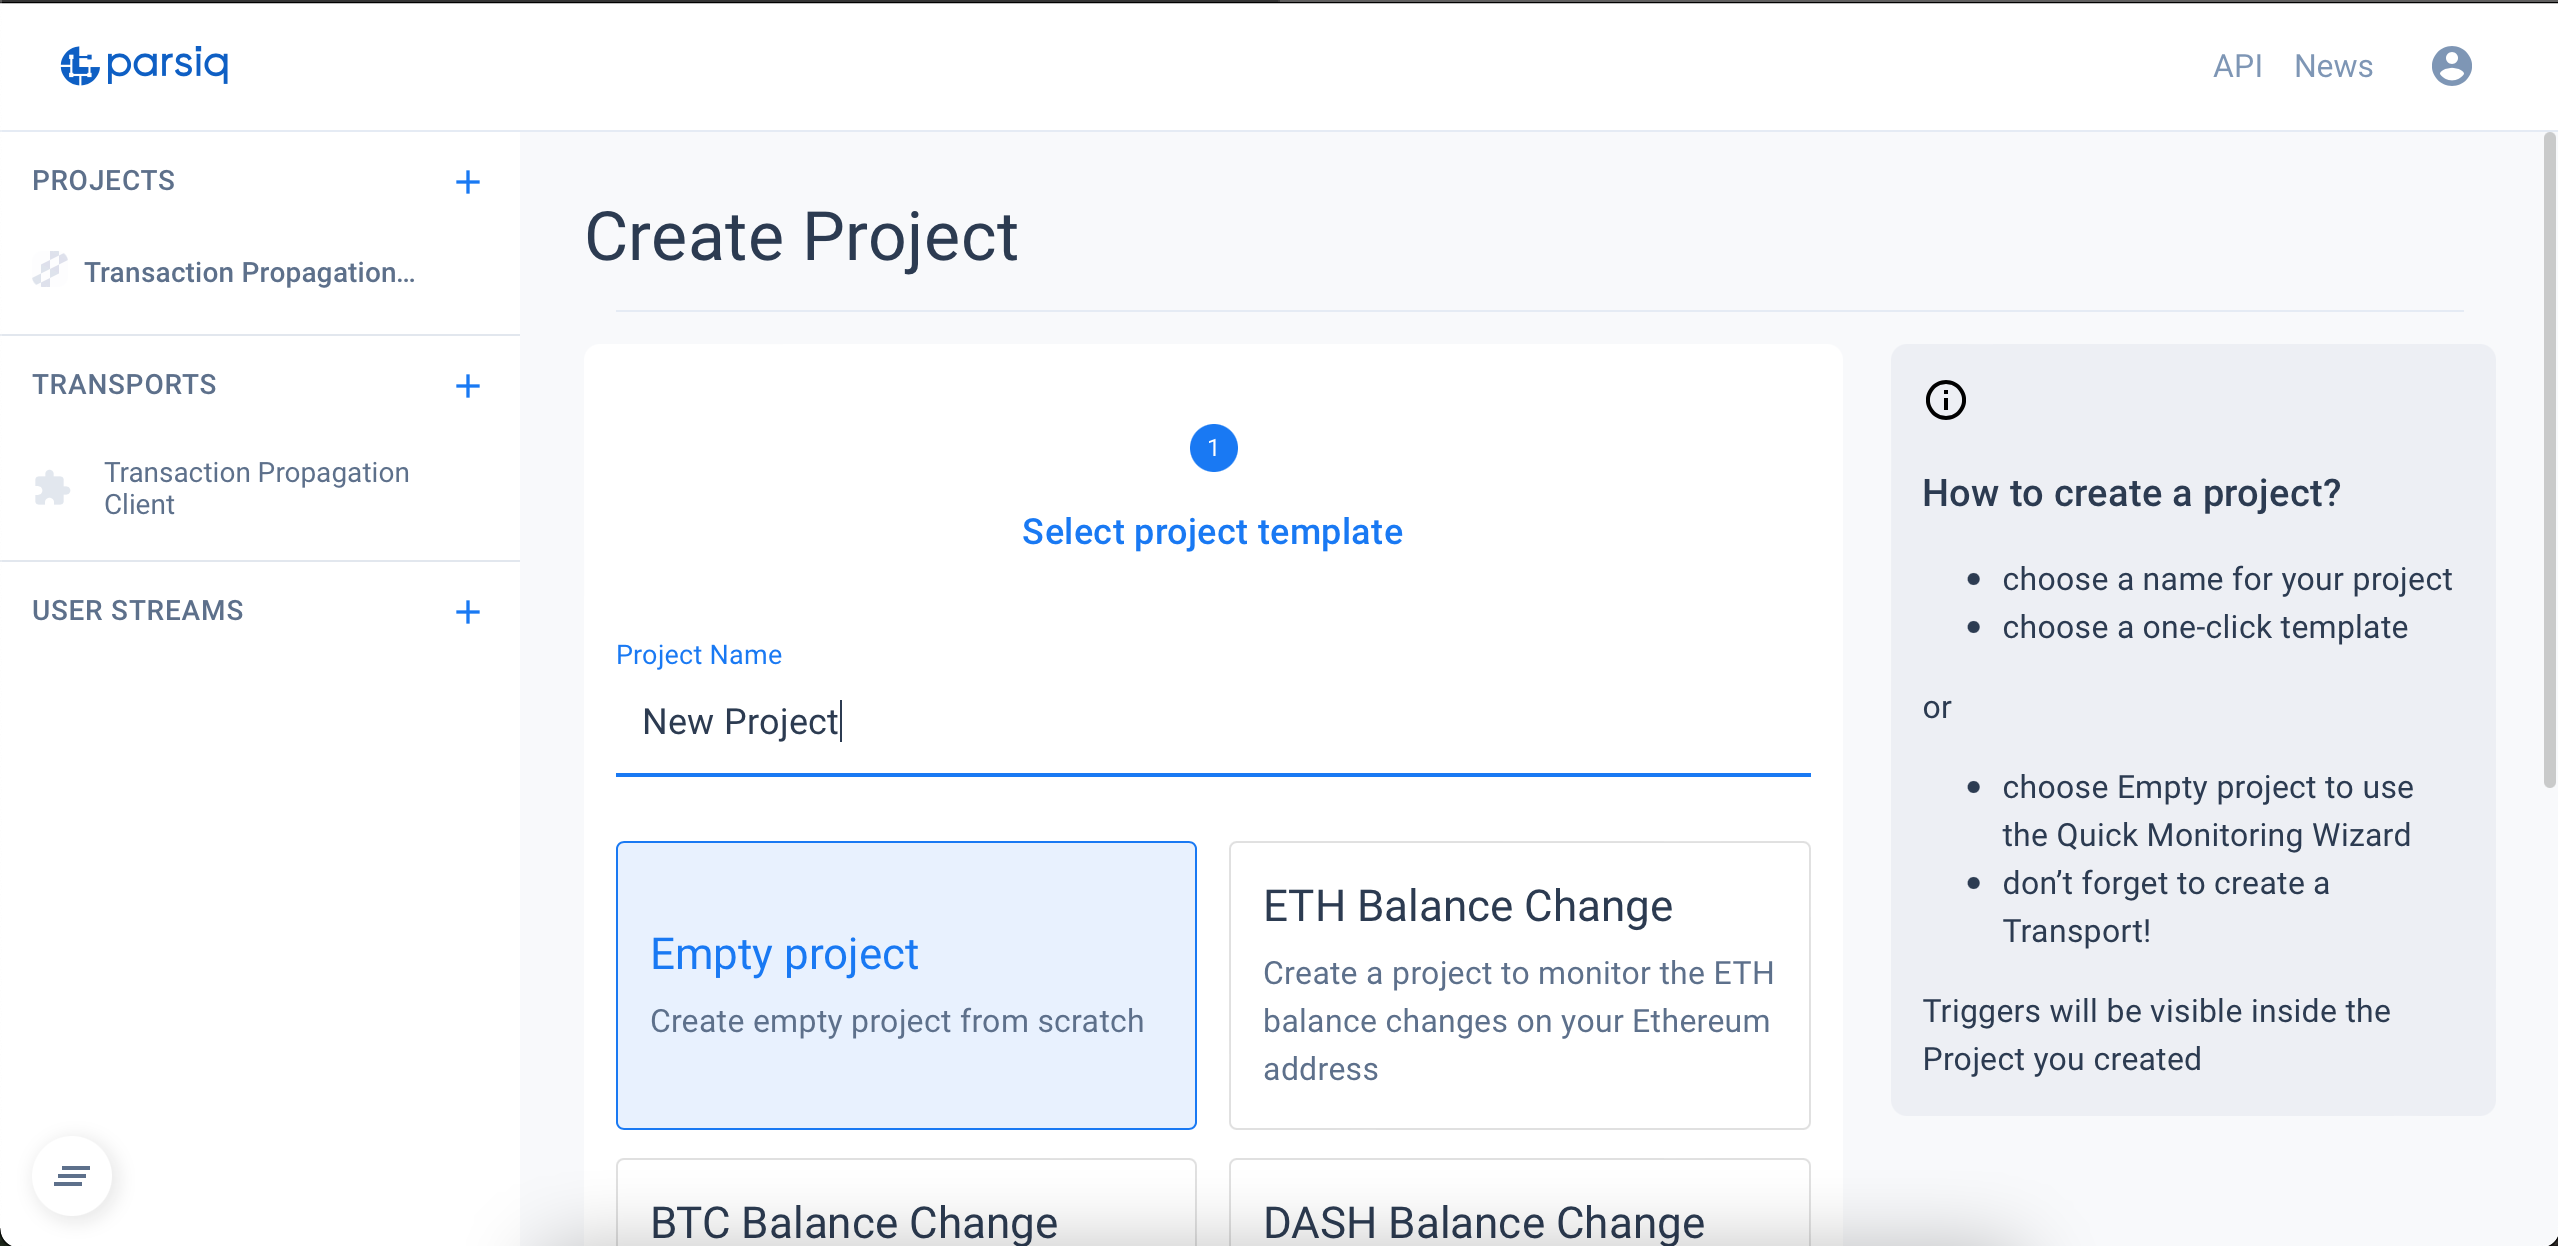 parsiq
API News
PROJECTS
Transaction Propagation...
TRANSPORTS
Transaction Propagation
Client
USER STREAMS
Create Project
1
Select project template
Project Name
New Project
Empty project
Create empty project from scratch
ETH Balance Change
Create a project to monitor the ETH
balance changes on your Ethereum
address
BTC Balance Change
DASH Balance Change
How to create a project?
choose a name for your project
choose a one-click template
or
choose Empty project to use
the Quick Monitoring Wizard
don’t forget to create a
Transport!
Triggers will be visible inside the
Project you created